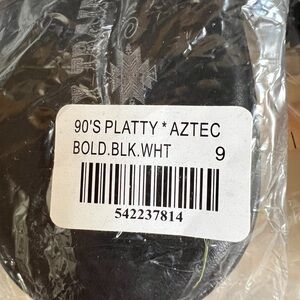 90'S PLATTY * AZTEC
BOLD.BLK.WHT 9
542237814